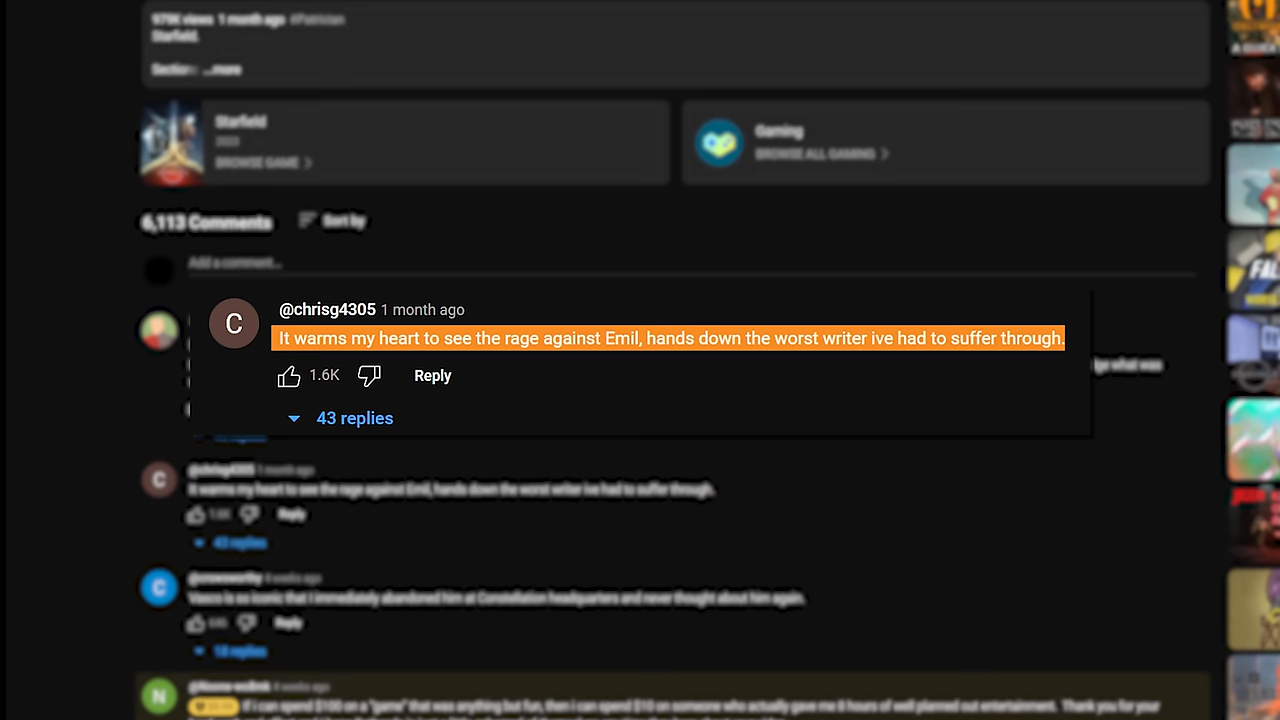 979K views 1 month ago #Patrician
Starfield.
...more
Starfield
2023
BROWSE GAME
Gaming
BROWSE ALL GAMING
6,113 Comments
Sort by
Add a comment...
C
@chrisg4305 1 month ago
It warms my heart to see the rage against Emil, hands down the worst writer ive had to suffer through.
1.6K
Reply
43 replies
C
@chrisg4305 1 month ago
It warms my heart to see the rage against Emil, hands down the worst writer ive had to suffer through.
1.6K
Reply
43 replies
C
4 weeks ago
Vasco is so iconic that I immediately abandoned him at Constellation headquarters and never thought about him again.
Reply
18 replies
N
4 weeks ago
If i can spend $100 on a "game" that was anything but fun, then i can spend $10 on someone who actually gave me 8 hours of well planned out entertainment. Thank you for your